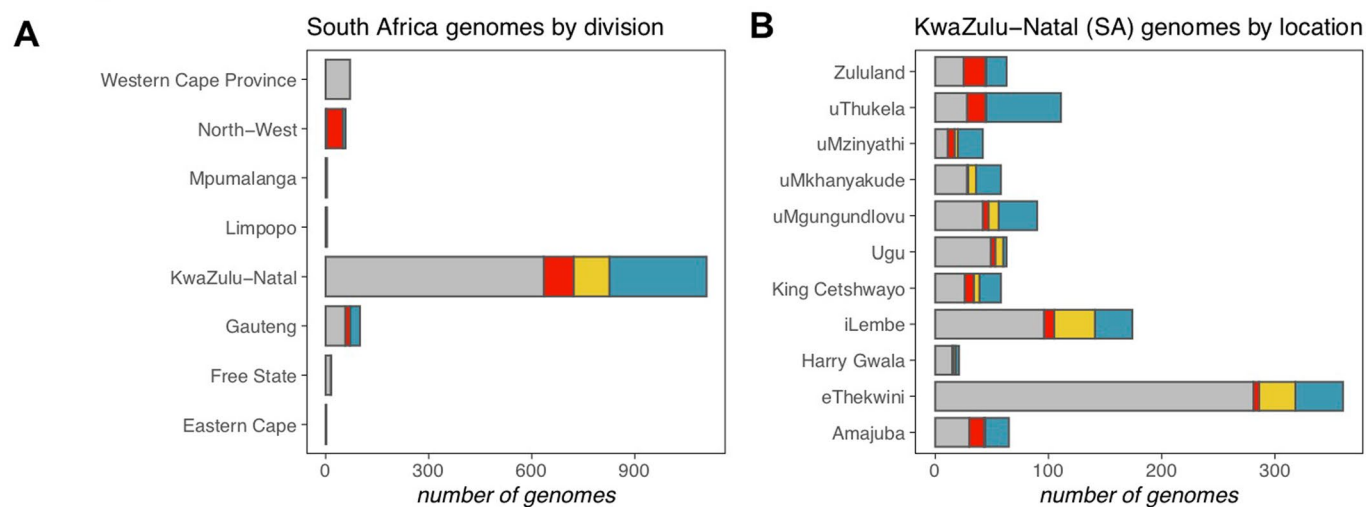 A
South Africa genomes by division
Western Cape Province
North−West
Mpumalanga
Limpopo
KwaZulu−Natal
Gauteng
Free State
Eastern Cape
0 300 600 900
number of genomes
B
KwaZulu−Natal (SA) genomes by location
Zululand
uThukela
uMzinyathi
uMkhanyakude
uMgungundlovu
Ugu
King Cetshwayo
iLembe
Harry Gwala
eThekwini
Amajuba
0 100 200 300
number of genomes